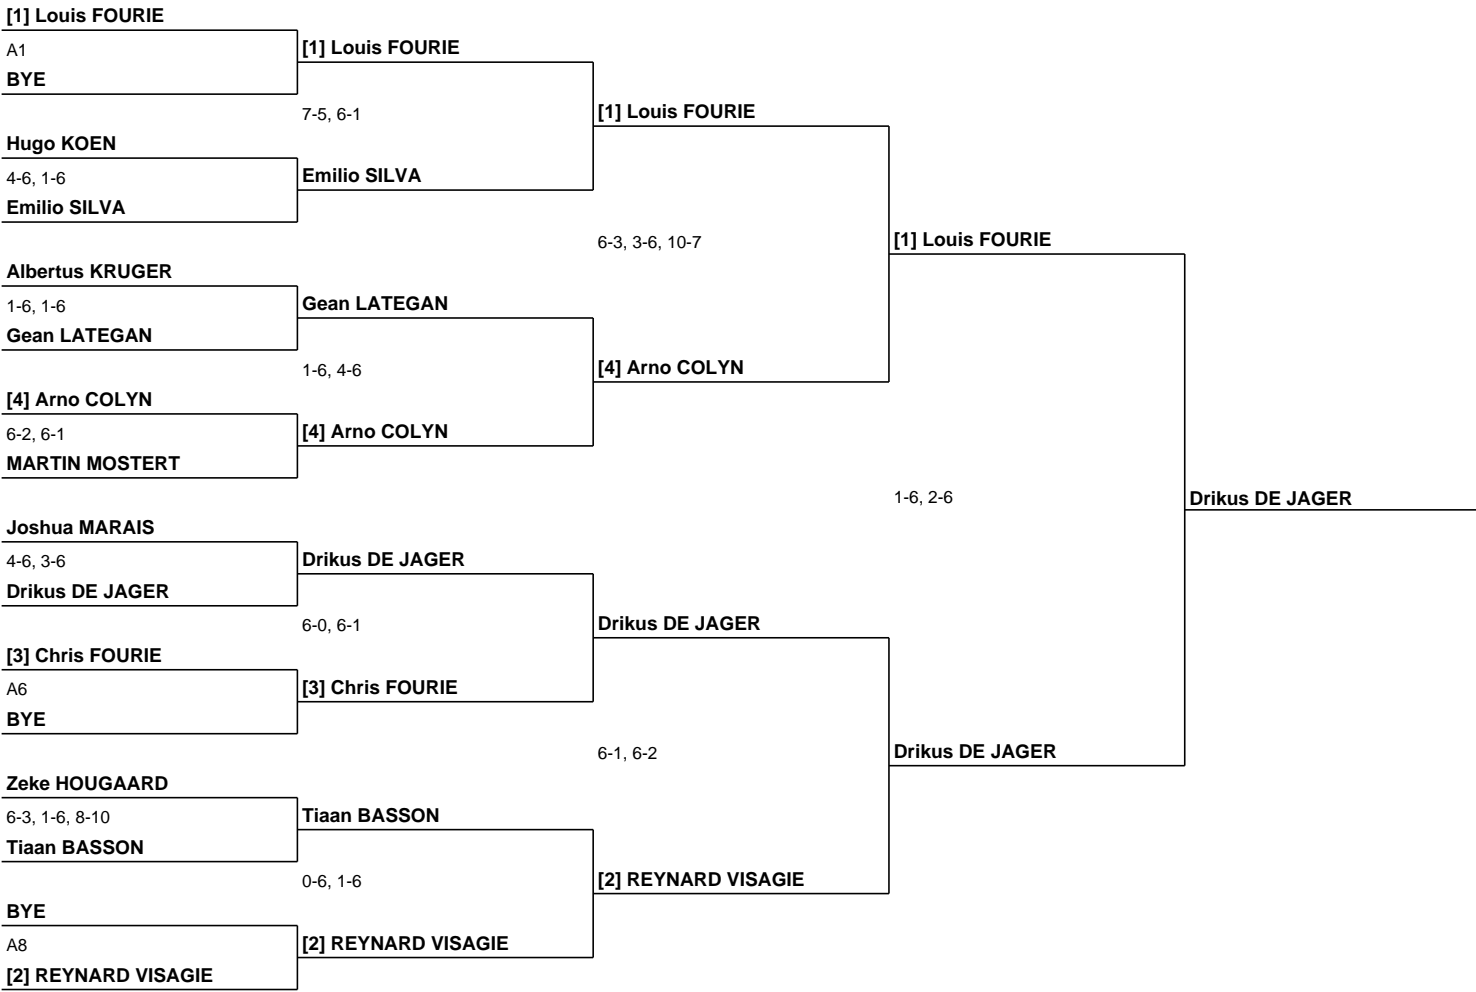 [1] Louis FOURIE
A1
BYE
Hugo KOEN
4-6, 1-6
Emilio SILVA
Albertus KRUGER
1-6, 1-6
Gean LATEGAN
[4] Arno COLYN
6-2, 6-1
MARTIN MOSTERT
Joshua MARAIS
4-6, 3-6
Drikus DE JAGER
[3] Chris FOURIE
A6
BYE
Zeke HOUGAARD
6-3, 1-6, 8-10
Tiaan BASSON
BYE
A8
[2] REYNARD VISAGIE
[1] Louis FOURIE
7-5, 6-1
Emilio SILVA
Gean LATEGAN
1-6, 4-6
[4] Arno COLYN
Drikus DE JAGER
6-0, 6-1
[3] Chris FOURIE
Tiaan BASSON
0-6, 1-6
[2] REYNARD VISAGIE
[1] Louis FOURIE
6-3, 3-6, 10-7
[4] Arno COLYN
Drikus DE JAGER
6-1, 6-2
[2] REYNARD VISAGIE
[1] Louis FOURIE
1-6, 2-6
Drikus DE JAGER
Drikus DE JAGER